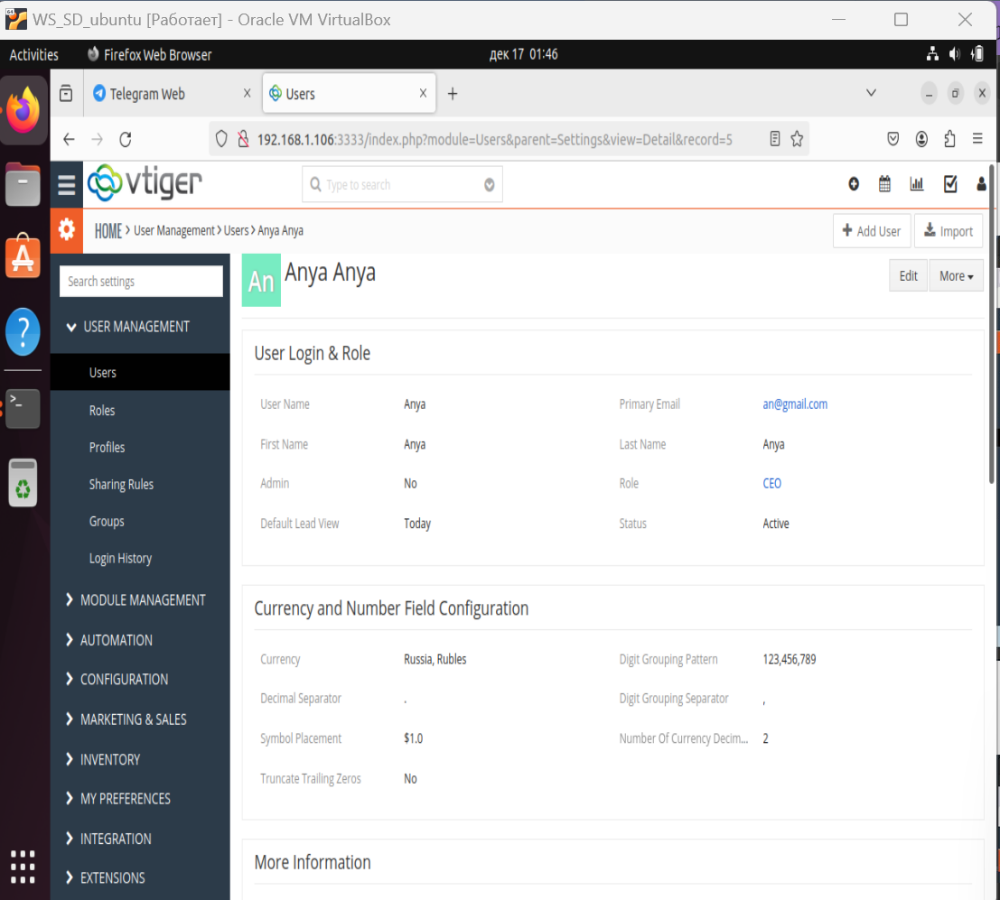 WS_SD_ubuntu [Работает] - Oracle VM VirtualBox
Activities Firefox Web Browser дек 17 01:46
Telegram Web Users
192.168.1.106:3333/index.php?module=Users&parent=Settings&view=Detail&record=5
vtiger Type to search
HOME > User Management > Users > Anya Anya + Add User Import
Search settings
USER MANAGEMENT
Users
Roles
Profiles
Sharing Rules
Groups
Login History
MODULE MANAGEMENT
AUTOMATION
CONFIGURATION
MARKETING & SALES
INVENTORY
MY PREFERENCES
INTEGRATION
EXTENSIONS
An Anya Anya Edit More
User Login & Role
User Name Anya Primary Email an@gmail.com
First Name Anya Last Name Anya
Admin No Role CEO
Default Lead View Today Status Active
Currency and Number Field Configuration
Currency Russia, Rubles Digit Grouping Pattern 123,456,789
Decimal Separator . Digit Grouping Separator ,
Symbol Placement $1.0 Number Of Currency Decim... 2
Truncate Trailing Zeros No
More Information